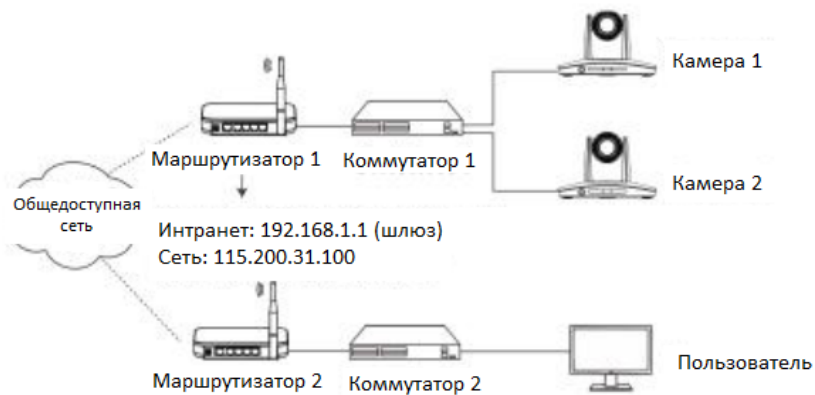 Камера 1
Маршрутизатор 1
Коммутатор 1
Камера 2
Общедоступная
сеть
Интранет: 192.168.1.1 (шлюз)
Сеть: 115.200.31.100
Маршрутизатор 2
Коммутатор 2
Пользователь